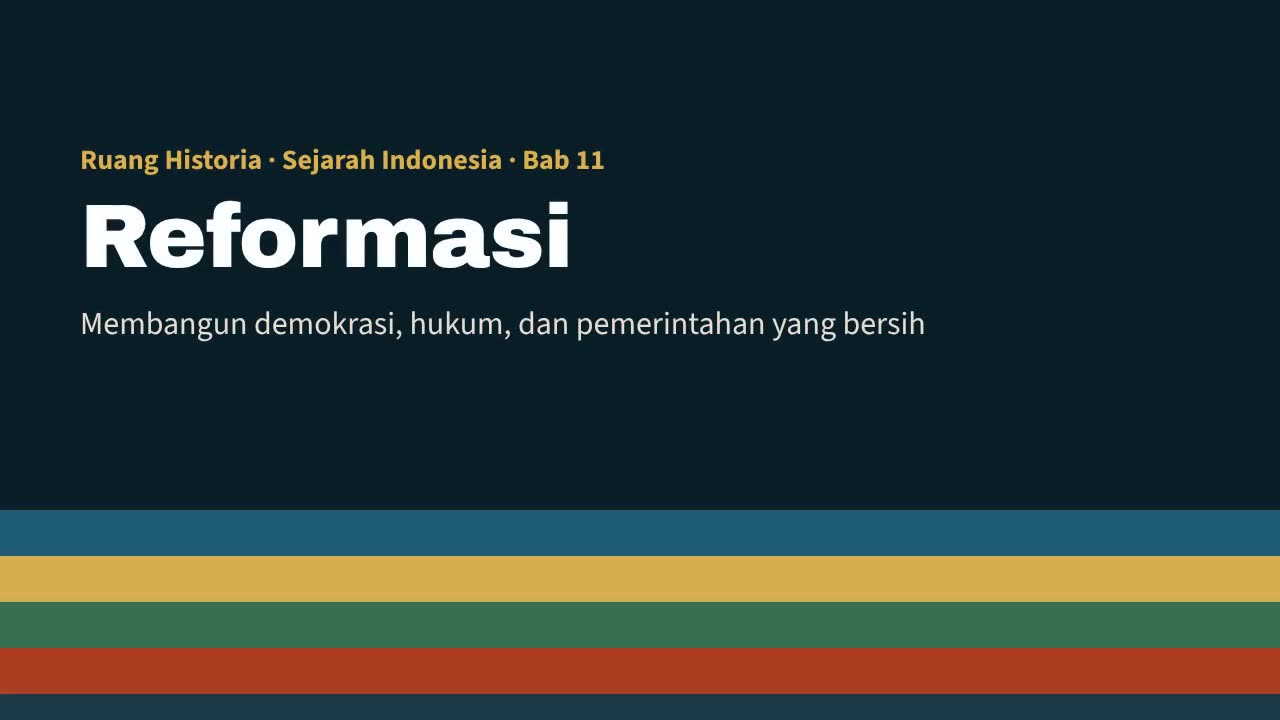 Ruang Historia · Sejarah Indonesia · Bab 11
Reformasi
Membangun demokrasi, hukum, dan pemerintahan yang bersih